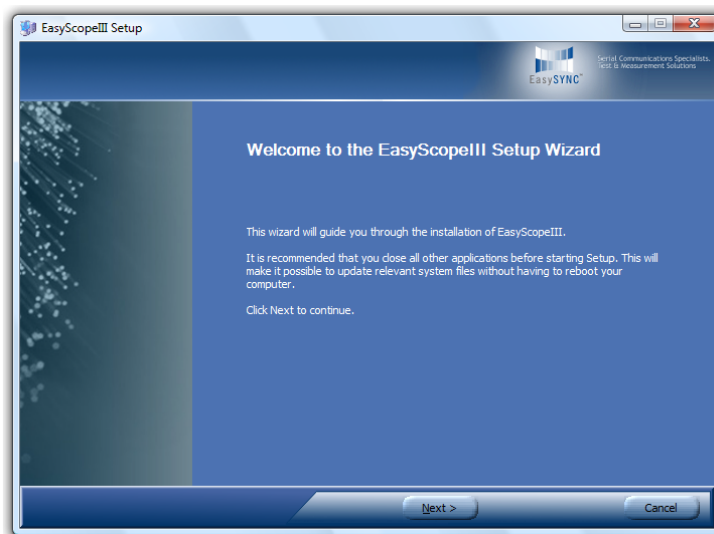 EasyScopeIII Setup
Serial Communications Specialists.
Test & Measurement Solutions
EasySYNC
Welcome to the EasyScopeIII Setup Wizard
This wizard will guide you through the installation of EasyScopeIII.
It is recommended that you close all other applications before starting Setup. This will
make it possible to update relevant system files without having to reboot your
computer.
Click Next to continue.
Next >
Cancel